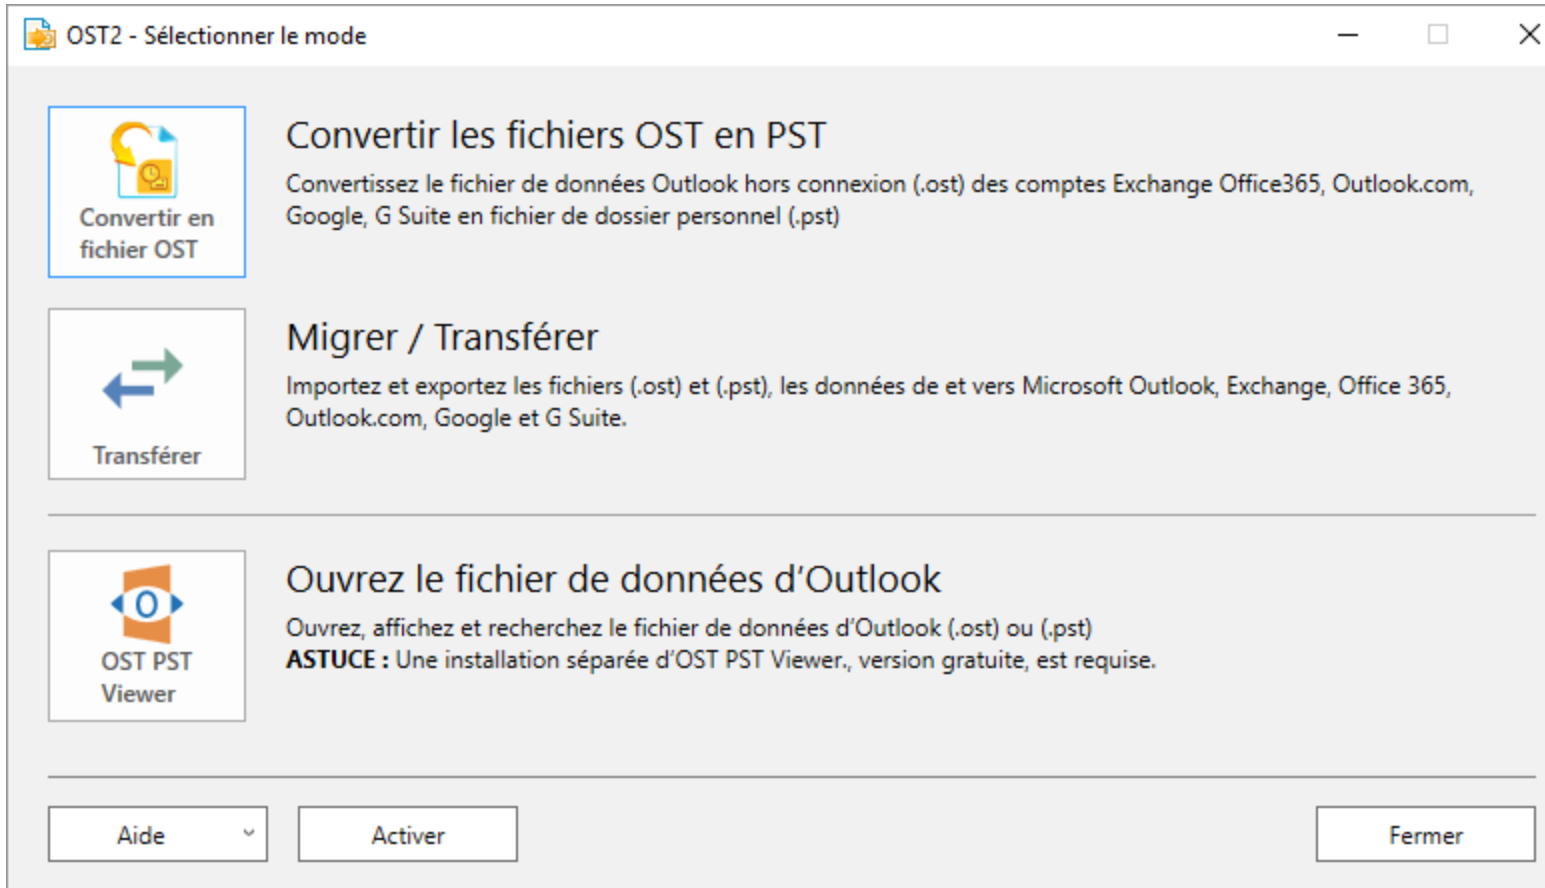 OST2 - Sélectionner le mode
Convertir en
fichier OST
Convertir les fichiers OST en PST
Convertissez le fichier de données Outlook hors connexion (.ost) des comptes Exchange Office365, Outlook.com,
Google, G Suite en fichier de dossier personnel (.pst)
Transférer
Migrer / Transférer
Importez et exportez les fichiers (.ost) et (.pst), les données de et vers Microsoft Outlook, Exchange, Office 365,
Outlook.com, Google et G Suite.
OST PST
Viewer
Ouvrez le fichier de données d’Outlook
Ouvrez, affichez et recherchez le fichier de données d’Outlook (.ost) ou (.pst)
ASTUCE : Une installation séparée d’OST PST Viewer., version gratuite, est requise.
Aide
Activer
Fermer